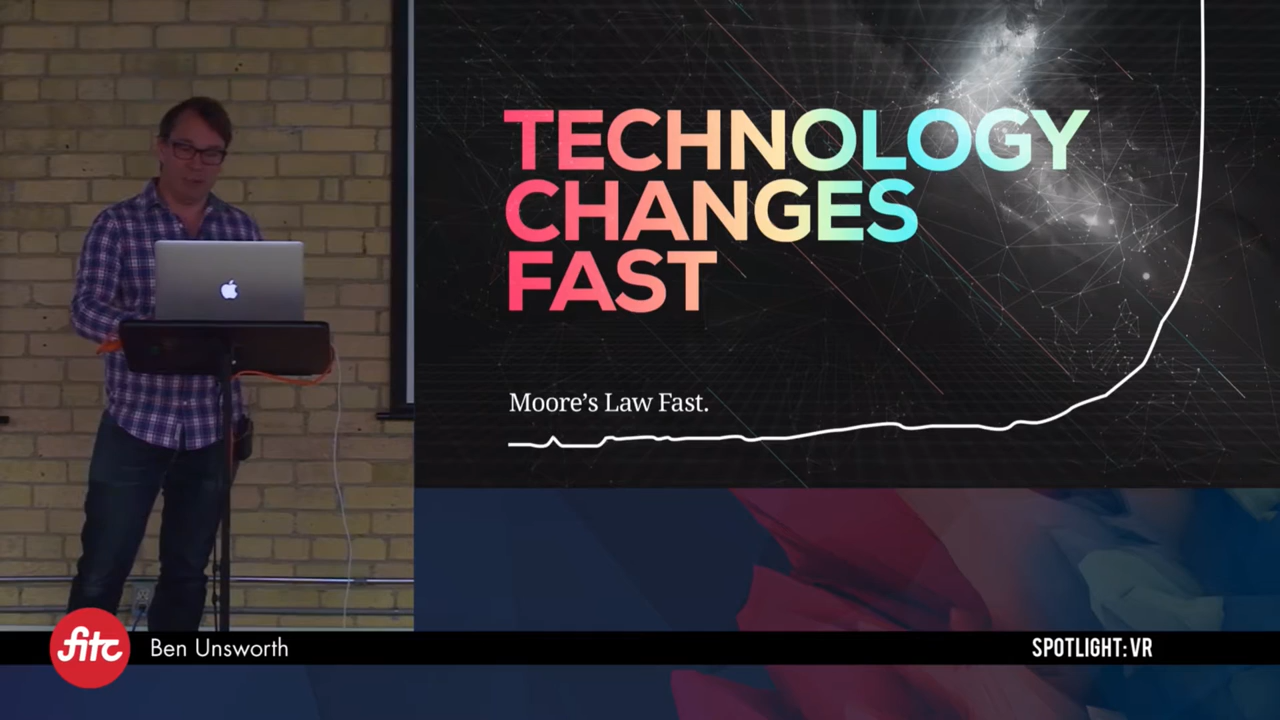 TECHNOLOGY
CHANGES
FAST
Moore's Law Fast.
fitc
Ben Unsworth
SPOTLIGHT: VR